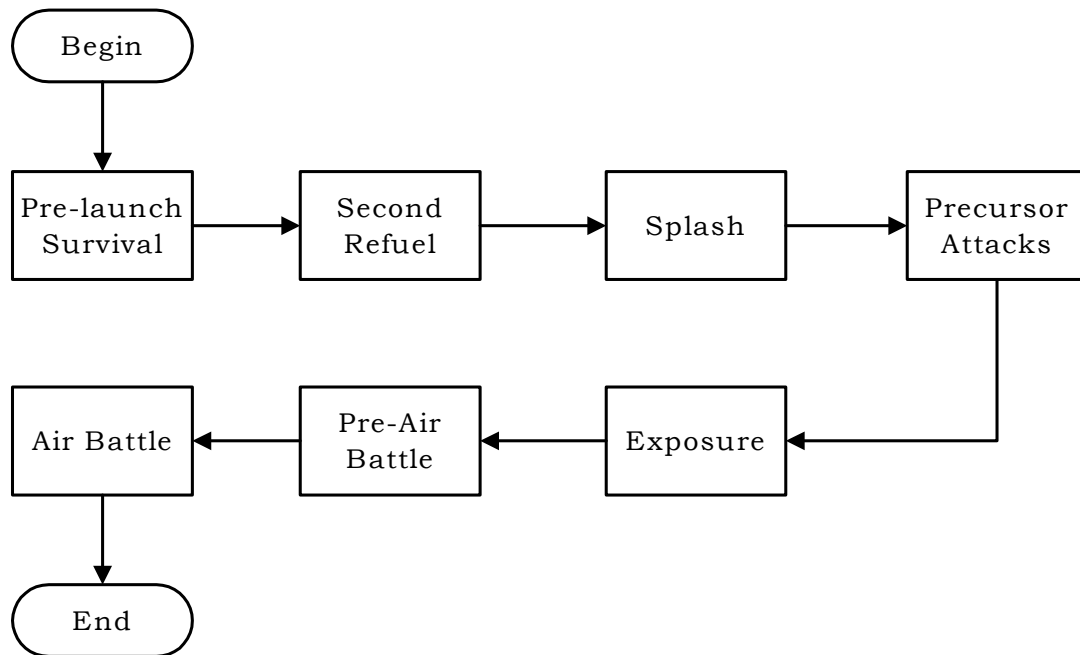 Begin
Pre-launch
Survival
Second
Refuel
Splash
Precursor
Attacks
Exposure
Pre-Air
Battle
Air Battle
End